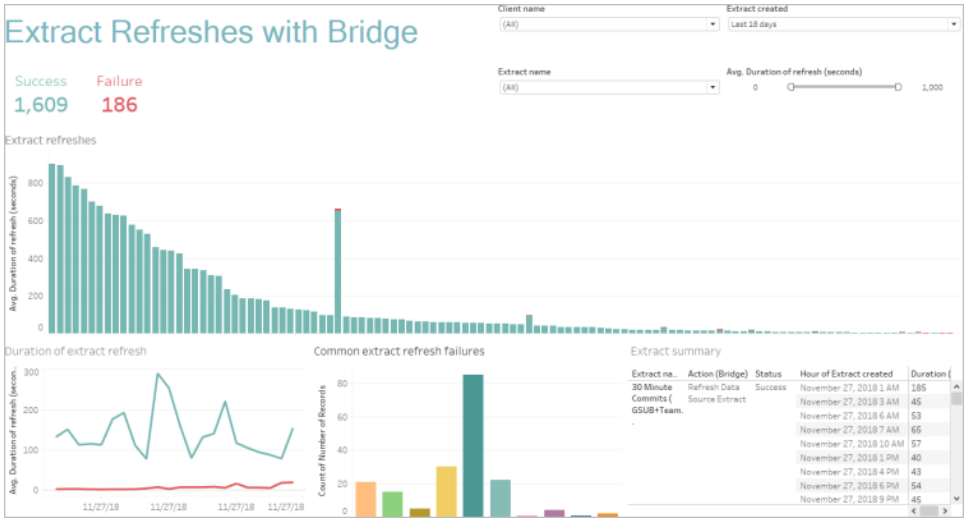 Extract Refreshes with Bridge
Client name
(All)
Extract created
Last 18 days
Success
Failure
1,609
186
Extract name
(All)
Avg. Duration of refresh (seconds)
0
1,000
Extract refreshes
Avg. Duration of refresh (seconds)
800
600
400
200
0
Duration of extract refresh
Avg. Duration of refresh (secon..
300
200
100
0
11/27/18
11/27/18
11/27/18
11/27/18
Common extract refresh failures
Count of Number of Records
80
60
40
20
0
Extract summary
Extract na.. Action (Bridge) Status Hour of Extract created Duration (
30 Minute Refresh Data Success November 27, 2018 1 AM 185
Commits ( Source Extract November 27, 2018 3 AM 45
GSUB+Team. November 27, 2018 6 AM 53
. November 27, 2018 7 AM 65
November 27, 2018 10 AM 57
November 27, 2018 1 PM 40
November 27, 2018 4 PM 43
November 27, 2018 6 PM 54
November 27, 2018 9 PM 45